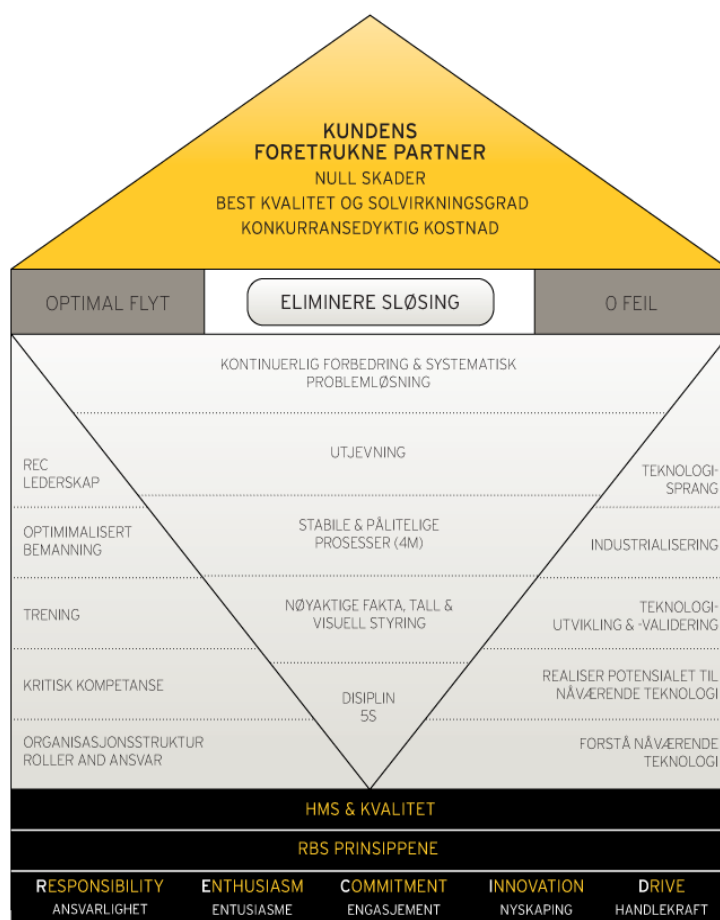 KUNDENS
FORETRUKNE PARTNER
NULL SKADER
BEST KVALITET OG SOLVIRKNINGSGRAD
KONKURRANSEDYKTIG KOSTNAD
OPTIMAL FLYT
ELIMINERE SLØSING
0 FEIL
KONTINUERLIG FORBEDRING & SYSTEMATISK
PROBLEMLØSNING
UTJEVNING
STABILE & PÅLITELIGE
PROSESSER (4M)
NØYAKTIGE FAKTA, TALL &
VISUELL STYRING
DISIPLIN
5S
REC
LEDERSKAP
OPTIMIMALISERT
BEMANNING
TRENING
KRITISK KOMPETANSE
ORGANISASJONSSTRUKTUR
ROLLER AND ANSVAR
TEKNOLOGI-
SPRANG
INDUSTRIALISERING
TEKNOLOGI-
UTVIKLING & -VALIDERING
REALISER POTENSIALET TIL
NÅVÆRENDE TEKNOLOGI
FORSTÅ NÅVÆRENDE
TEKNOLOGI
HMS & KVALITET
RBS PRINSIPPENE
RESPONSIBILITY
ANSVARLIGHET
ENTHUSIASM
ENTUSIASME
COMMITMENT
ENGASJEMENT
INNOVATION
NYSKAPING
DRIVE
HANDLEKRAFT